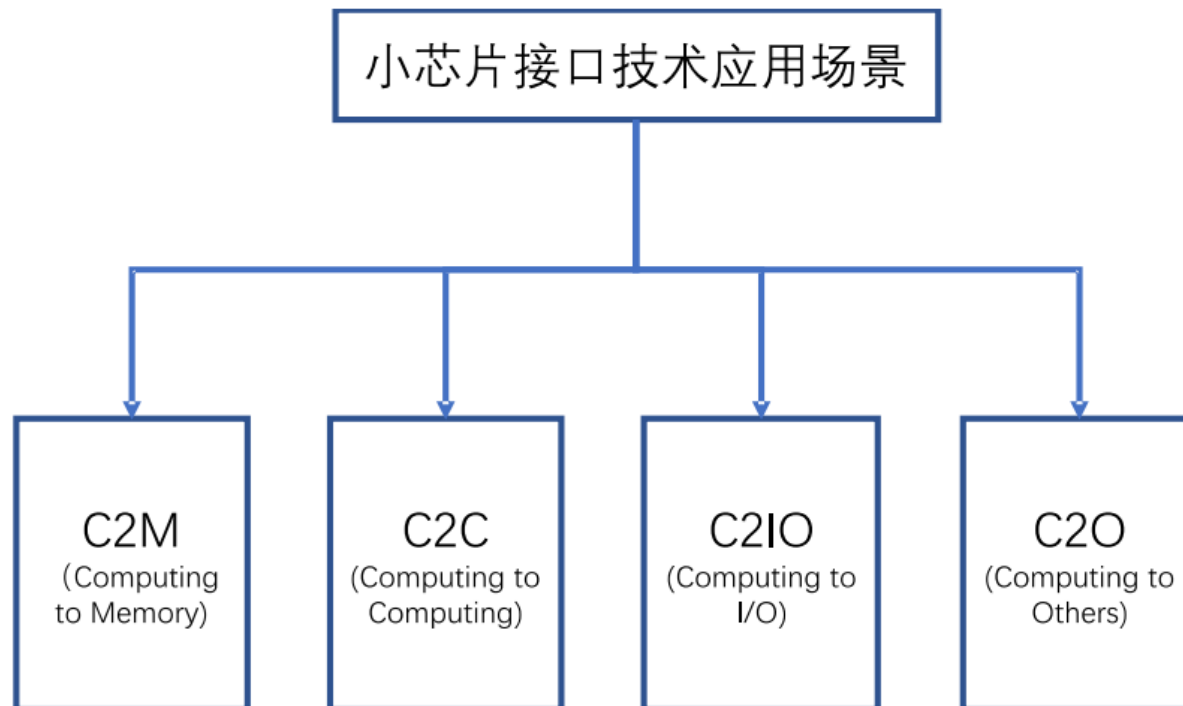 小芯片接口技术应用场景
C2M
（Computing
to Memory)
C2C
(Computing to
Computing)
C2IO
(Computing to
I/O)
C2O
(Computing to
Others)